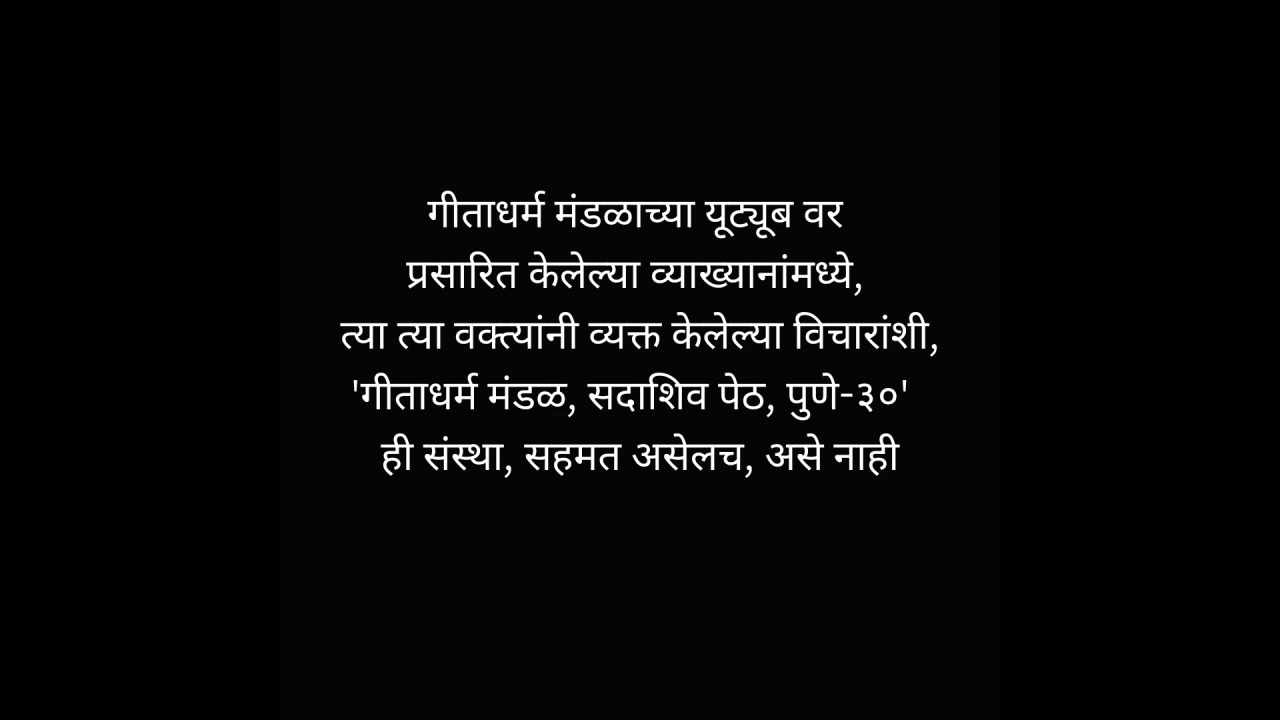 गीताधर्म मंडळाच्या यूट्यूब वर
प्रसारित केलेल्या व्याख्यानांमध्ये,
त्या त्या वक्त्यांनी व्यक्त केलेल्या विचारांशी,
'गीताधर्म मंडळ, सदाशिव पेठ, पुणे-३०'
ही संस्था, सहमत असेलच, असे नाही